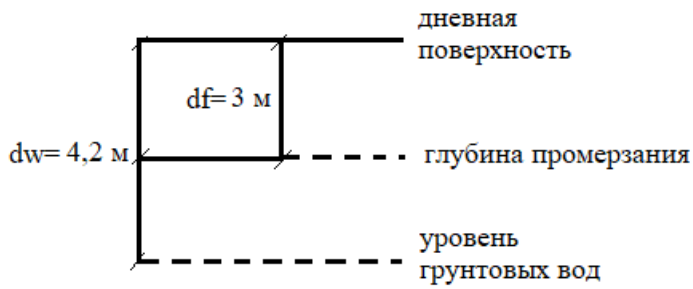 дневная
поверхность
df= 3 м
dw= 4,2 м
глубина промерзания
уровень
грунтовых вод